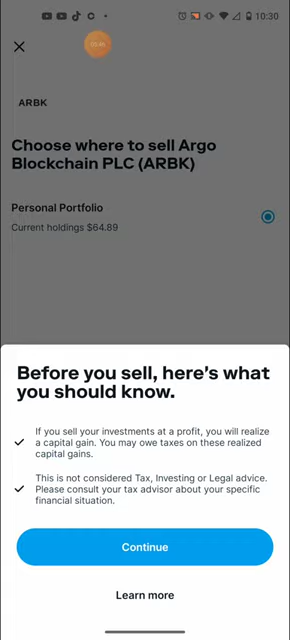 10:30
ARBK
Choose where to sell Argo
Blockchain PLC (ARBK)
Personal Portfolio
Current holdings $64.89
Before you sell, here's what
you should know.
If you sell your investments at a profit, you will realize
a capital gain. You may owe taxes on these realized
capital gains.
This is not considered Tax, Investing or Legal advice.
Please consult your tax advisor about your specific
financial situation.
Continue
Learn more